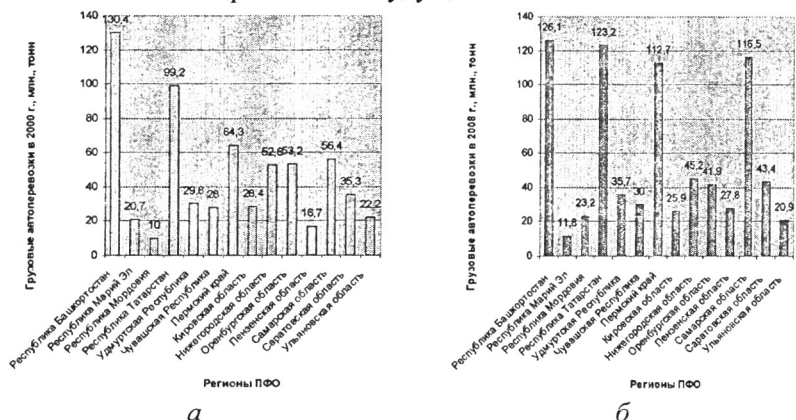 Грузовые автоперевозки в 2000 г., млн., тонн
140
120
100
80
60
40
20
0
130,4
20,7
10
99,2
29,8
28
64,3
28,4
52,8
53,2
16,7
56,4
35,3
22,2
Республика Башкортостан
Республика Марий Эл
Республика Мордовия
Республика Татарстан
Удмуртская Республика
Чувашская Республика
Пермский край
Кировская область
Нижегородская область
Оренбургская область
Пензенская область
Самарская область
Саратовская область
Ульяновская область
Регионы ПФО
а
Грузовые автоперевозки в 2008 г., млн., тонн
140
120
100
80
60
40
20
0
126,1
11,6
23,2
123,2
35,7
30
112,7
25,9
45,2
41,9
27,8
116,5
43,4
20,9
Республика Башкортостан
Республика Марий Эл
Республика Мордовия
Республика Татарстан
Удмуртская Республика
Чувашская Республика
Пермский край
Кировская область
Нижегородская область
Оренбургская область
Пензенская область
Самарская область
Саратовская область
Ульяновская область
Регионы ПФО
б